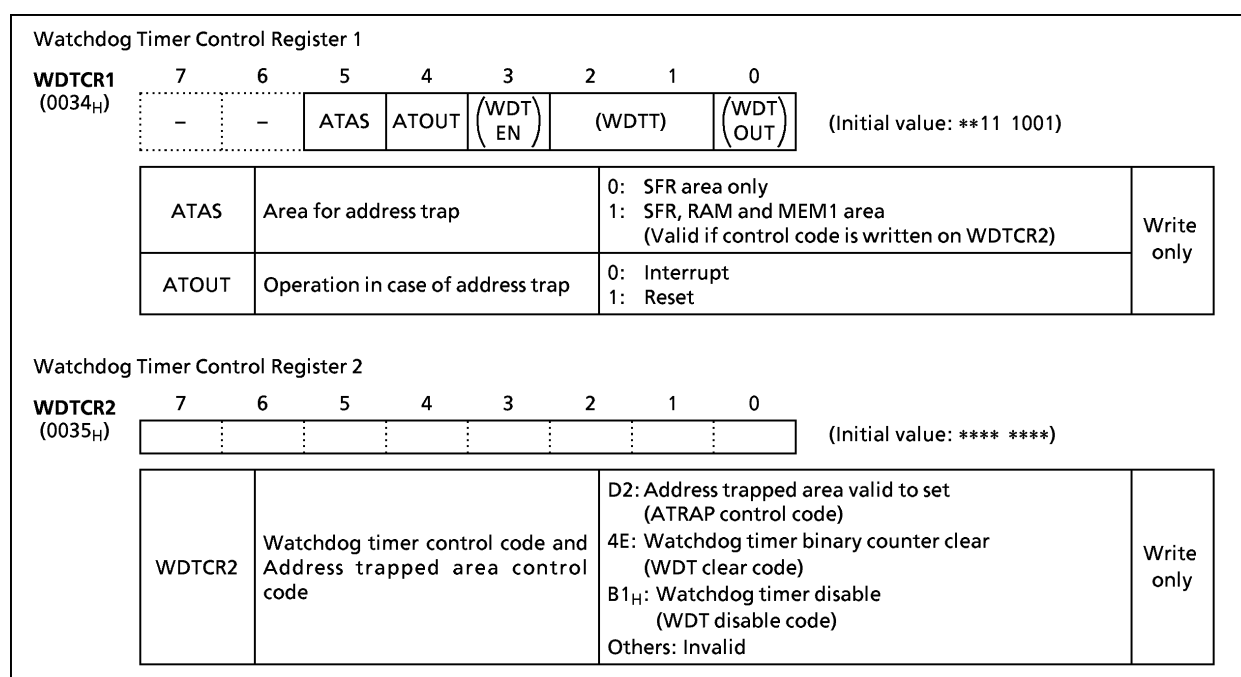 Watchdog Timer Control Register 1
WDTCR1 7 6 5 4 3 2 1 0
(0034H)
– – ATAS ATOUT (WDT EN) (WDTT) (WDT OUT) (Initial value: **11 1001)
ATAS Area for address trap
0: SFR area only
1: SFR, RAM and MEM1 area
(Valid if control code is written on WDTCR2)
Write
only
ATOUT Operation in case of address trap
0: Interrupt
1: Reset
Watchdog Timer Control Register 2
WDTCR2 7 6 5 4 3 2 1 0
(0035H)
(Initial value: **** ****)
WDTCR2
Watchdog timer control code and
Address trapped area control
code
D2: Address trapped area valid to set
(ATRAP control code)
4E: Watchdog timer binary counter clear
(WDT clear code)
B1H: Watchdog timer disable
(WDT disable code)
Others: Invalid
Write
only